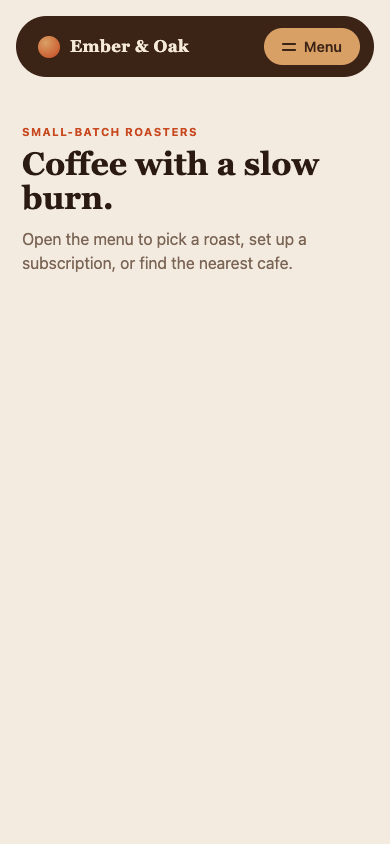 Ember & Oak
Menu
SMALL-BATCH ROASTERS
Coffee with a slow
burn.
Open the menu to pick a roast, set up a
subscription, or find the nearest cafe.